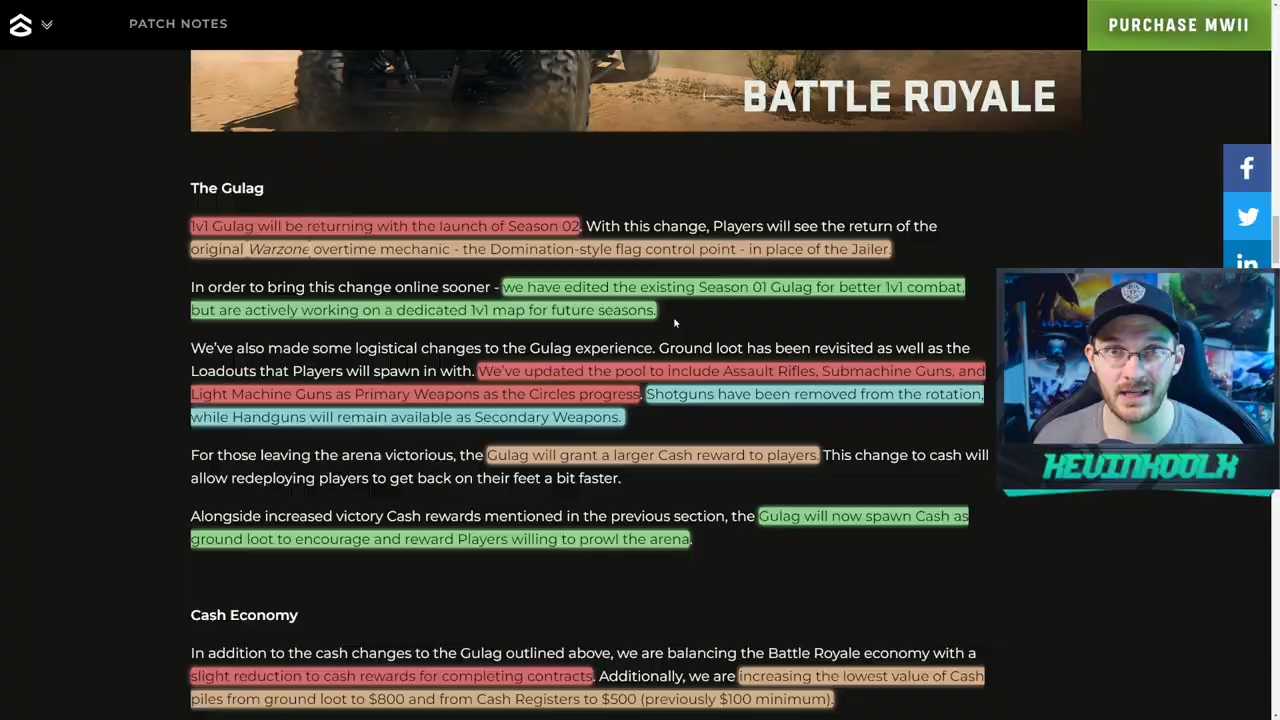 PATCH NOTES
PURCHASE MWII
BATTLE ROYALE
The Gulag
1v1 Gulag will be returning with the launch of Season 02. With this change, Players will see the return of the
original Warzone overtime mechanic - the Domination-style flag control point - in place of the Jailer.
In order to bring this change online sooner - we have edited the existing Season 01 Gulag for better 1v1 combat,
but are actively working on a dedicated 1v1 map for future seasons.
We've also made some logistical changes to the Gulag experience. Ground loot has been revisited as well as the
Loadouts that Players will spawn in with. We've updated the pool to include Assault Rifles, Submachine Guns, and
Light Machine Guns as Primary Weapons as the Circles progress. Shotguns have been removed from the rotation,
while Handguns will remain available as Secondary Weapons.
For those leaving the arena victorious, the Gulag will grant a larger Cash reward to players. This change to cash will
allow redeploying players to get back on their feet a bit faster.
Alongside increased victory Cash rewards mentioned in the previous section, the Gulag will now spawn Cash as
ground loot to encourage and reward Players willing to prowl the arena.
KEVINKOOLX
Cash Economy
In addition to the cash changes to the Gulag outlined above, we are balancing the Battle Royale economy with a
slight reduction to cash rewards for completing contracts. Additionally, we are increasing the lowest value of Cash
piles from ground loot to $800 and from Cash Registers to $500 (previously $100 minimum).